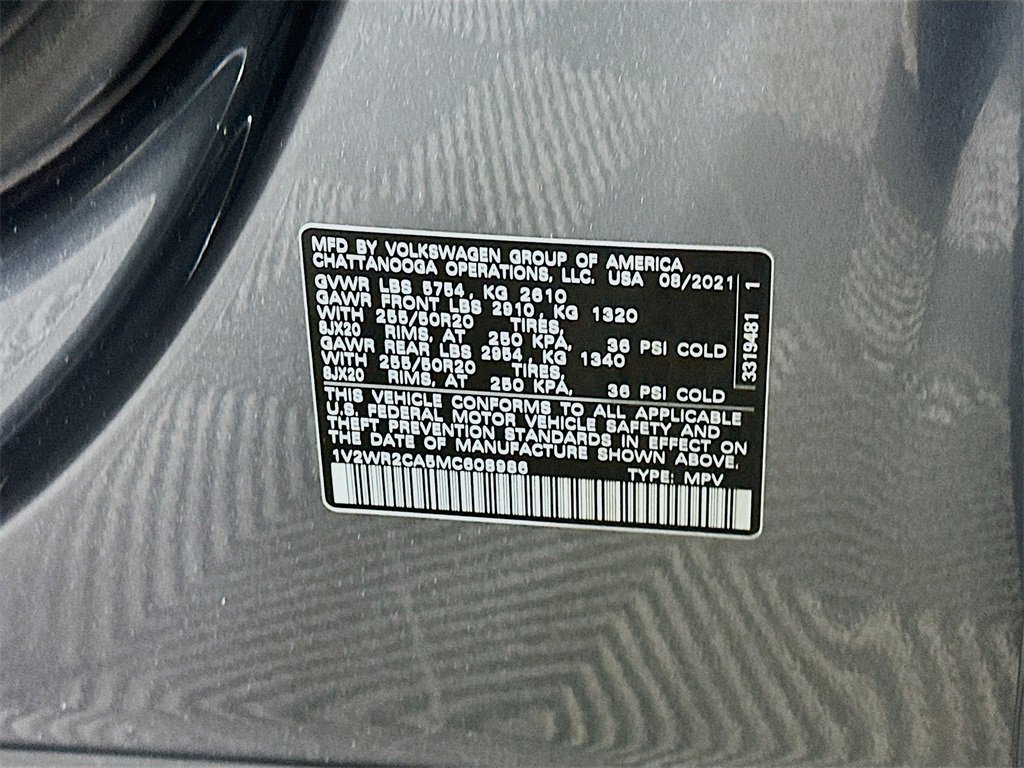 MFD BY VOLKSWAGEN GROUP OF AMERICA
CHATTANOOGA OPERATIONS, LLC. USA 08/2021
GVWR LBS 5754, KG 2610
GAWR FRONT LBS 2910, KG 1320
WITH 255/50R20 TIRES,
8JX20 RIMS, AT 250 KPA, 36 PSI COLD
GAWR REAR LBS 2954, KG 1340
WITH 255/50R20 TIRES,
8JX20 RIMS, AT 250 KPA, 36 PSI COLD
THIS VEHICLE CONFORMS TO ALL APPLICABLE
U.S. FEDERAL MOTOR VEHICLE SAFETY AND
THEFT PREVENTION STANDARDS IN EFFECT ON
THE DATE OF MANUFACTURE SHOWN ABOVE.
1V2WR2CA5MC608986 TYPE: MPV
3319481 1